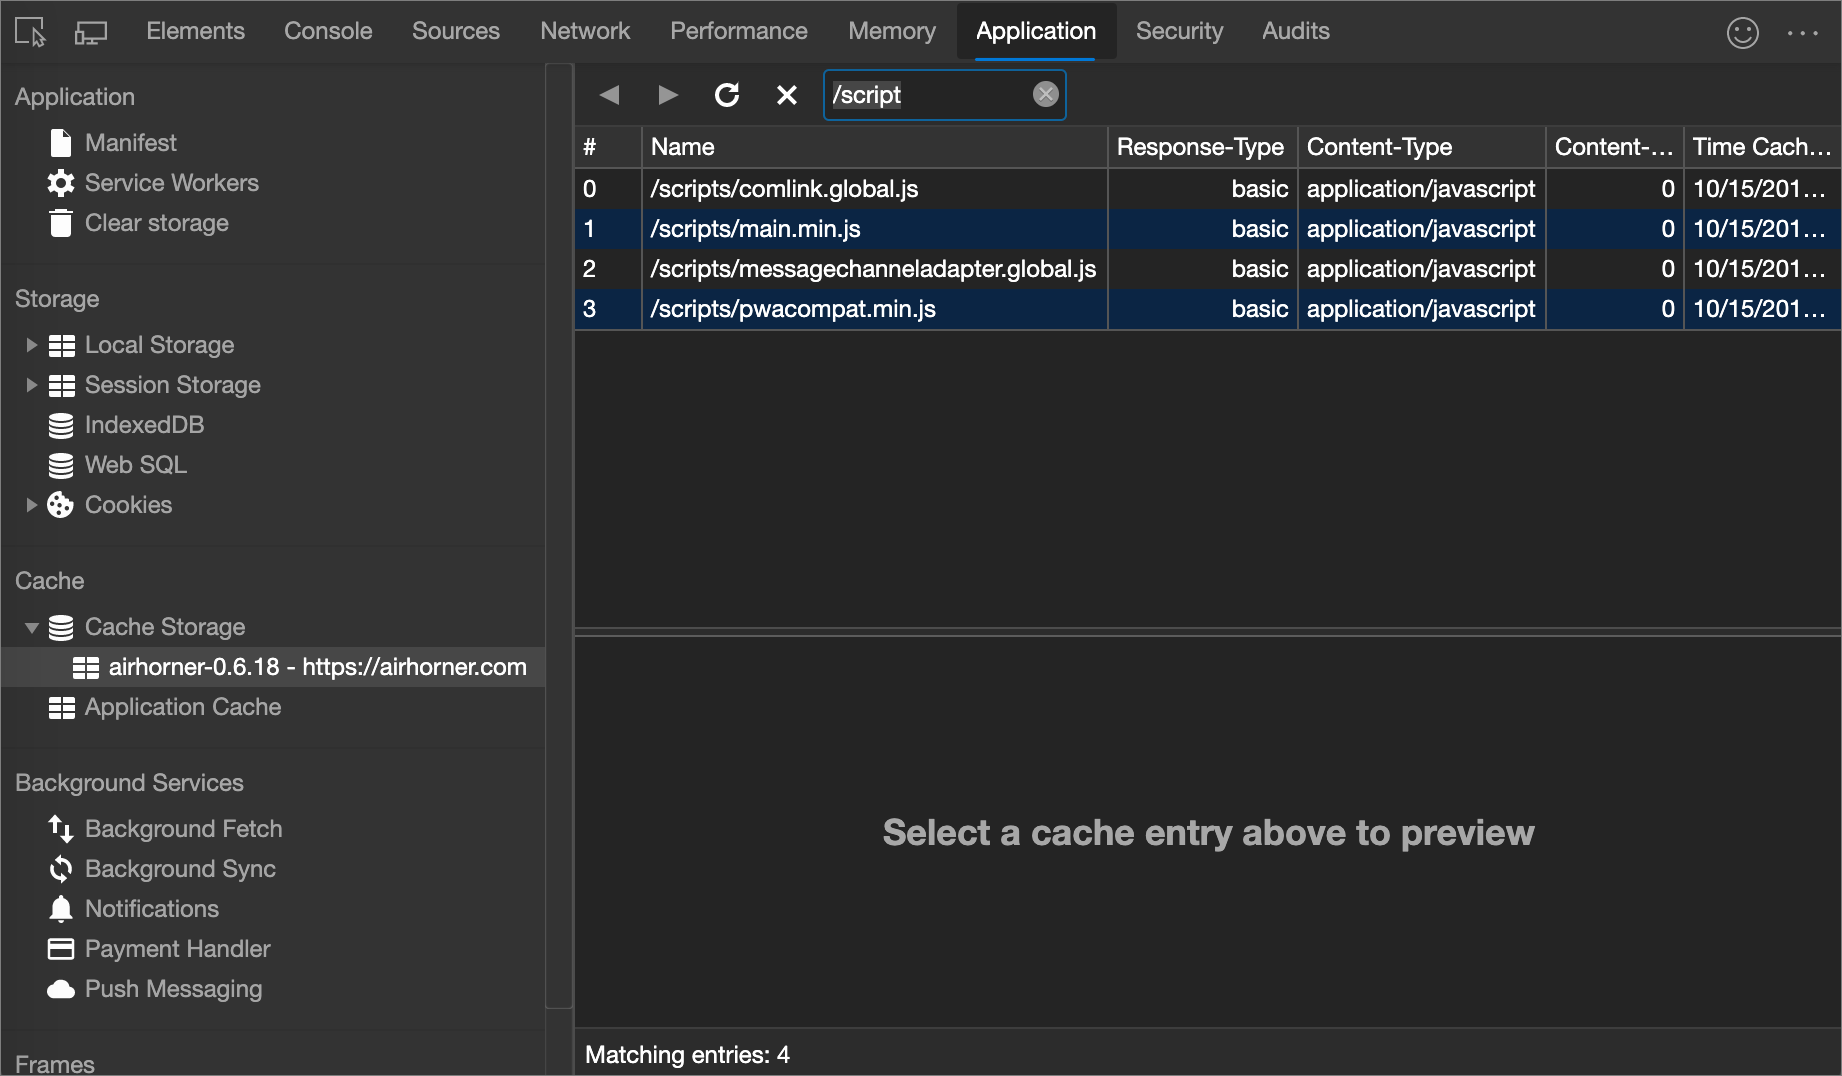 Elements Console Sources Network Performance Memory Application Security Audits
Application
Manifest
Service Workers
Clear storage
Storage
Local Storage
Session Storage
IndexedDB
Web SQL
Cookies
Cache
Cache Storage
airhorner-0.6.18 - https://airhorner.com
Application Cache
Background Services
Background Fetch
Background Sync
Notifications
Payment Handler
Push Messaging
Frames
/script
# Name Response-Type Content-Type Content-... Time Cach...
0 /scripts/comlink.global.js basic application/javascript 0 10/15/201...
1 /scripts/main.min.js basic application/javascript 0 10/15/201...
2 /scripts/messagechanneladapter.global.js basic application/javascript 0 10/15/201...
3 /scripts/pwacompat.min.js basic application/javascript 0 10/15/201...
Select a cache entry above to preview
Matching entries: 4